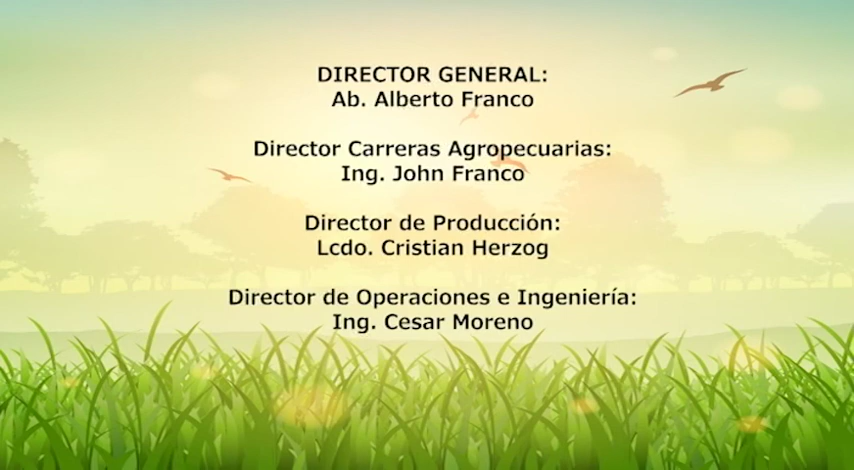 DIRECTOR GENERAL:
Ab. Alberto Franco
Director Carreras Agropecuarias:
Ing. John Franco
Director de Producción:
Lcdo. Cristian Herzog
Director de Operaciones e Ingeniería:
Ing. Cesar Moreno